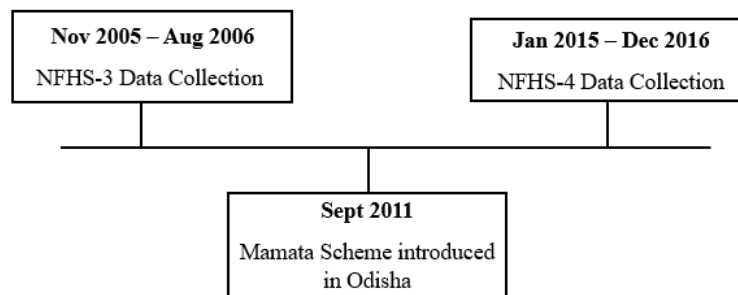 Nov 2005 – Aug 2006
NFHS-3 Data Collection
Jan 2015 – Dec 2016
NFHS-4 Data Collection
Sept 2011
Mamata Scheme introduced
in Odisha